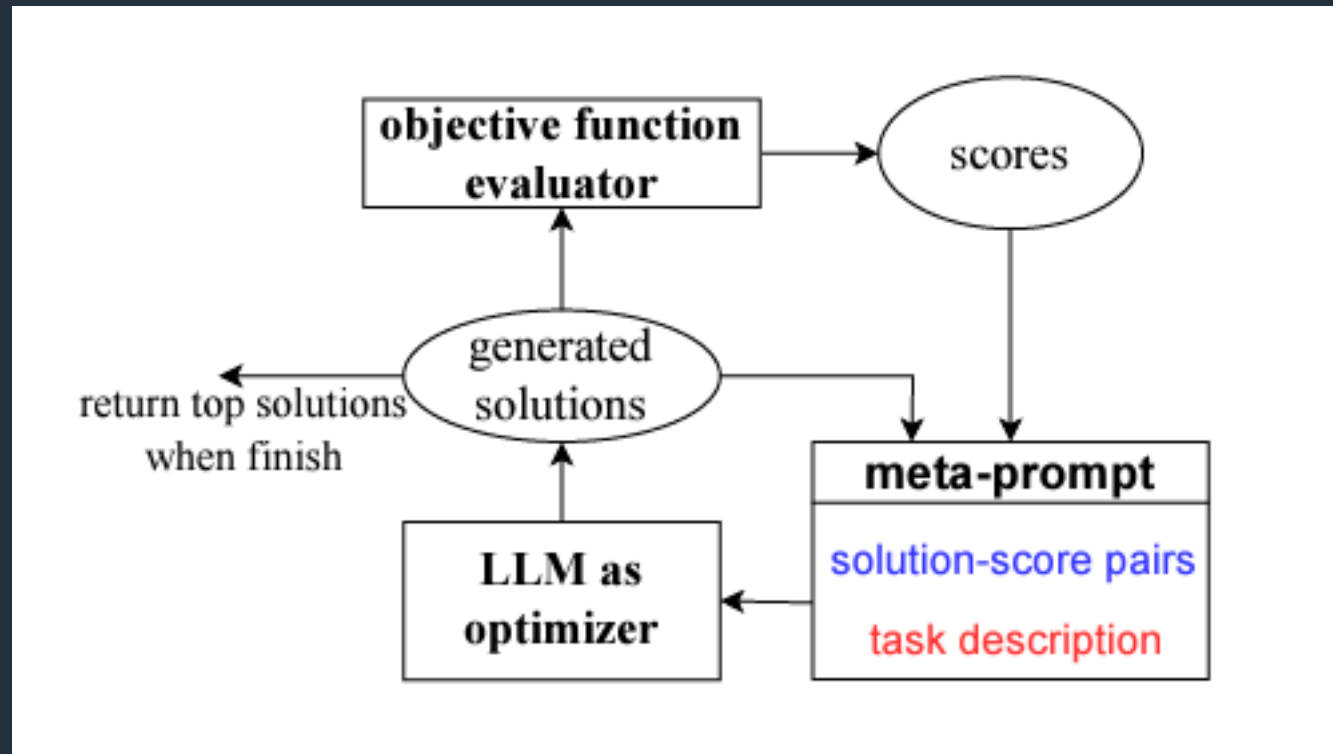 objective function
evaluator
scores
generated
solutions
return top solutions
when finish
meta-prompt
solution-score pairs
task description
LLM as
optimizer